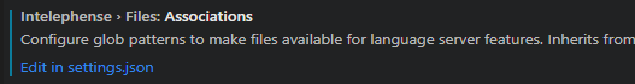 Intelephense › Files: Associations
Configure glob patterns to make files available for language server features. Inherits from
Edit in settings.json